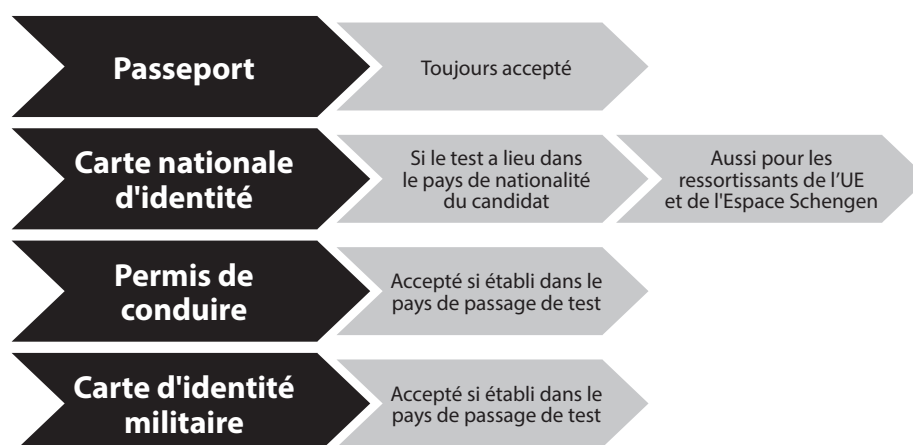 Passeport
Toujours accepté
Carte nationale
d'identité
Si le test a lieu dans
le pays de nationalité
du candidat
Aussi pour les
ressortissants de l’UE
et de l'Espace Schengen
Permis de
conduire
Accepté si établi dans le
pays de passage de test
Carte d'identité
militaire
Accepté si établi dans le
pays de passage de test